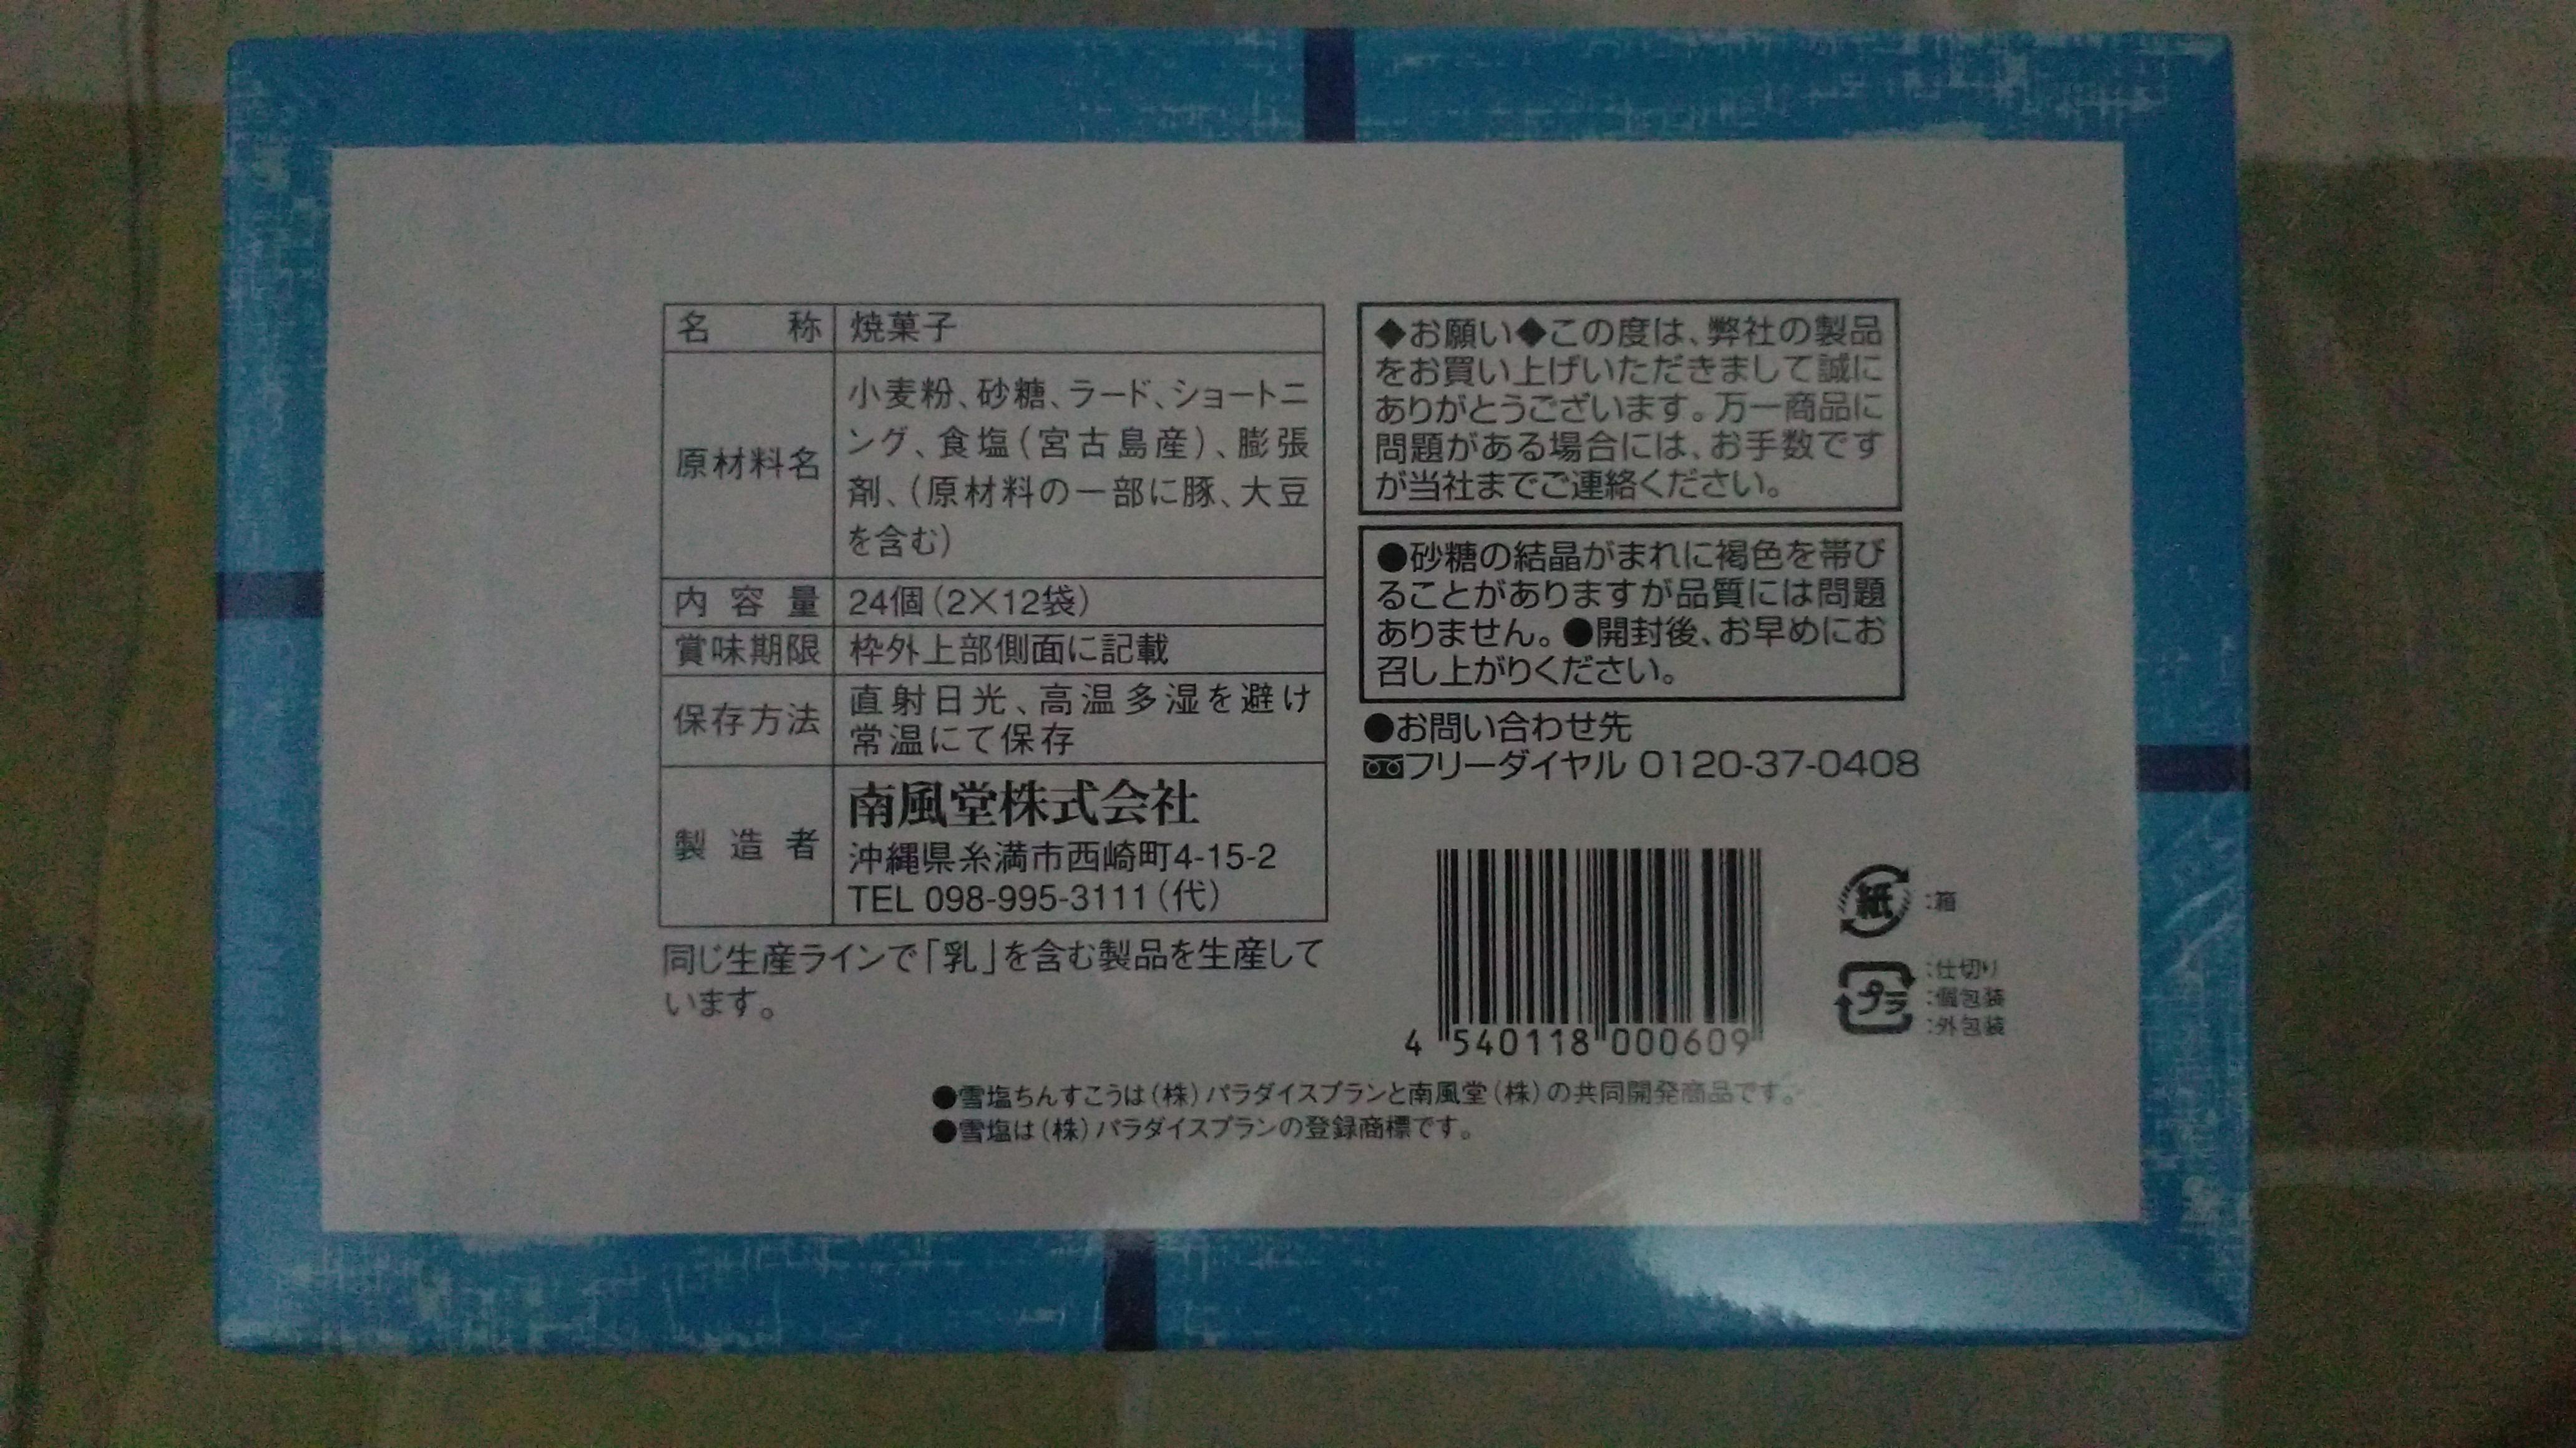 名称 焼菓子
原材料名 小麦粉、砂糖、ラード、ショートニ
ング、食塩（宮古島産）、膨張
剤、（原材料の一部に豚、大豆
を含む）
内容量 24個（2×12袋）
賞味期限 枠外上部側面に記載
保存方法 直射日光、高温多湿を避け
常温にて保存
製造者 南風堂株式会社
沖縄県糸満市西崎町4-15-2
TEL 098-995-3111（代）
同じ生産ラインで「乳」を含む製品を生産して
います。
◆お願い◆この度は、弊社の製品
をお買い上げいただきまして誠に
ありがとうございます。万一商品に
問題がある場合には、お手数です
が当社までご連絡ください。
●砂糖の結晶がまれに褐色を帯び
ることがありますが品質には問題
ありません。●開封後、お早めにお
召し上がりください。
●お問い合わせ先
フリーダイヤル 0120-37-0408
4 540118 000609
紙 :箱
プラ :仕切り
:個包装
:外包装
●雪塩ちんすこうは（株）パラダイスプランと南風堂（株）の共同開発商品です。
●雪塩は（株）パラダイスプランの登録商標です。